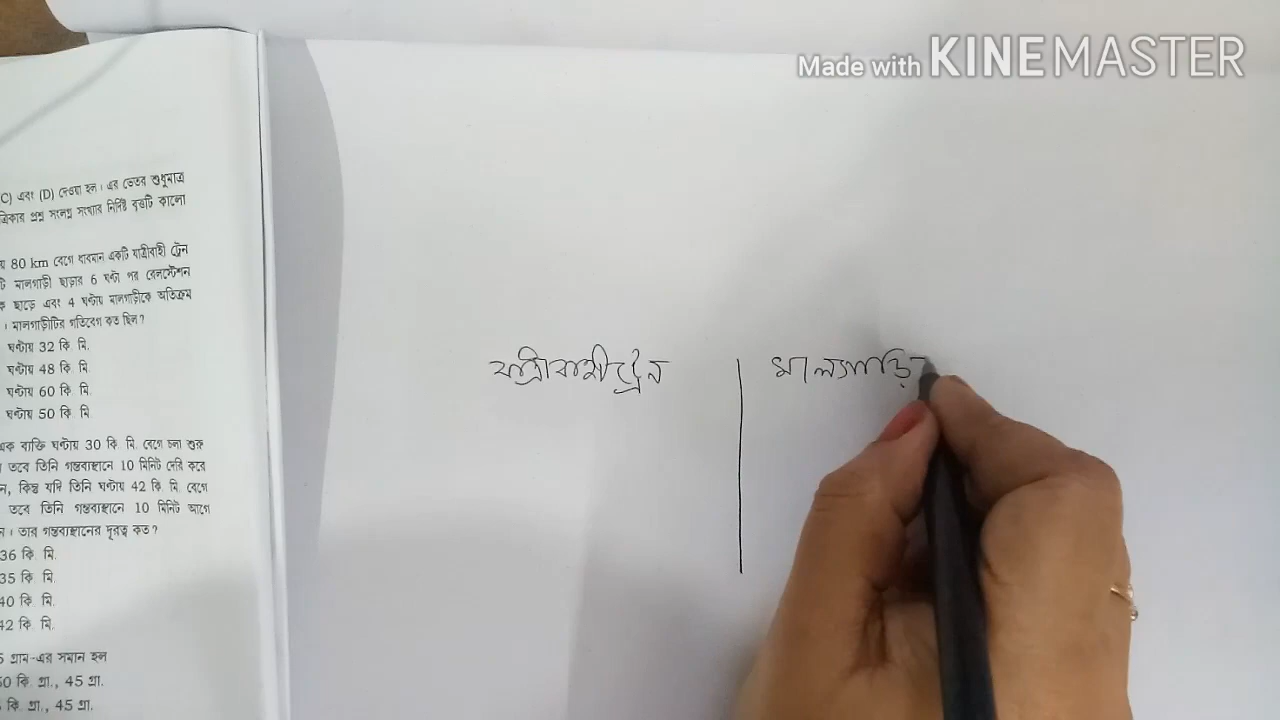 Made with KINEMASTER
C) এবং (D) দেওয়া হল। এর ভেতর শুধুমাত্র
ত্রিকার প্রশ্ন সংলগ্ন সংখ্যার নির্দিষ্ট বৃত্তটি কালো
য় 80 km বেগে ধাবমান একটি যাত্রীবাহী ট্রেন
টি মালগাড়ী ছাড়ার 6 ঘন্টা পর রেলস্টেশন
ক ছাড়ে এবং 4 ঘন্টায় মালগাড়ীকে অতিক্রম
। মালগাড়ীটির গতিবেগ কত ছিল?
ঘন্টায় 32 কি. মি.
ঘন্টায় 48 কি. মি.
ঘন্টায় 60 কি. মি.
ঘন্টায় 50 কি. মি.
এক ব্যক্তি ঘন্টায় 30 কি. মি. বেগে চলা শুরু
তবে তিনি গন্তব্যস্থানে 10 মিনিট দেরি করে
ন, কিন্তু যদি তিনি ঘন্টায় 42 কি. মি. বেগে
তবে তিনি গন্তব্যস্থানে 10 মিনিট আগে
ন। তার গন্তব্যস্থানের দূরত্ব কত?
36 কি. মি.
35 কি. মি.
40 কি. মি.
42 কি. মি.
5 গ্রাম-এর সমান হল
50 কি. গ্রা., 45 গ্রা.
কি. গ্রা., 45 গ্রা.
যাত্রীবাহী ট্রেন
মালগাড়ি